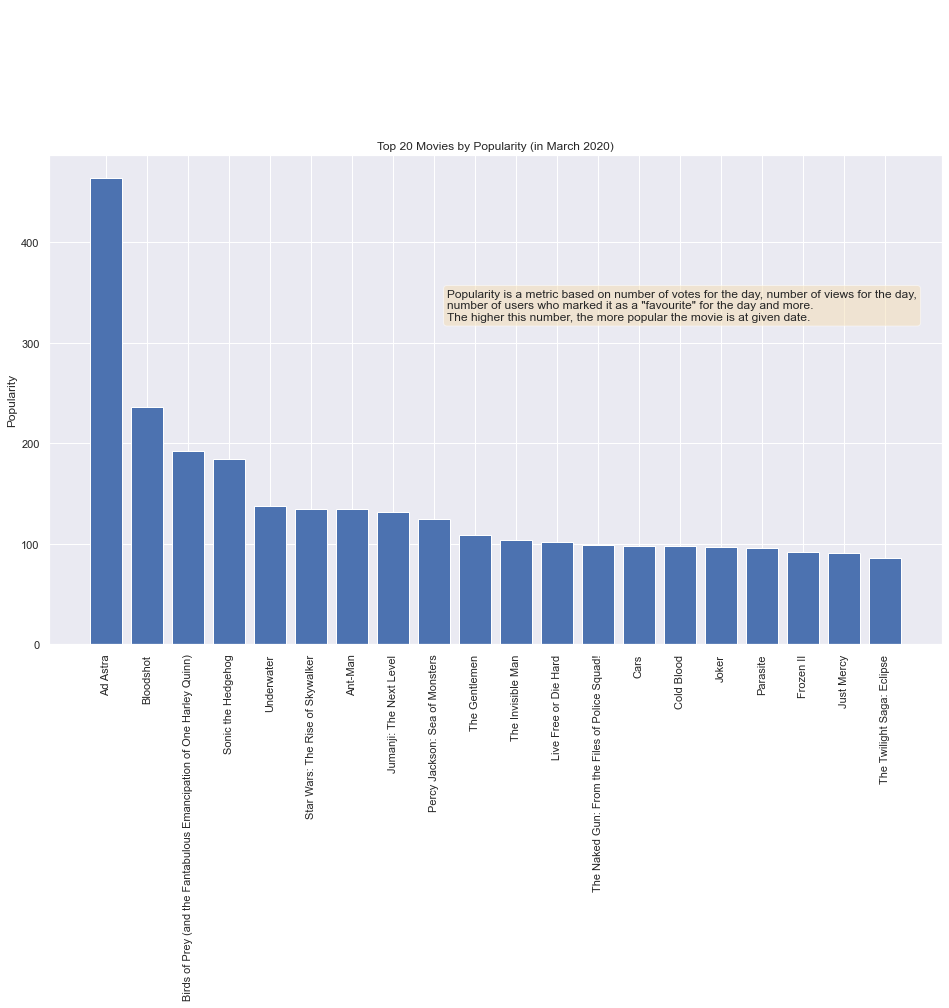 Top 20 Movies by Popularity (in March 2020)
400
300
200
100
0
Popularity
Popularity is a metric based on number of votes for the day, number of views for the day,
number of users who marked it as a "favourite" for the day and more.
The higher this number, the more popular the movie is at given date.
Ad Astra
Bloodshot
Birds of Prey (and the Fantabulous Emancipation of One Harley Quinn)
Sonic the Hedgehog
Underwater
Star Wars: The Rise of Skywalker
Ant-Man
Jumanji: The Next Level
Percy Jackson: Sea of Monsters
The Gentlemen
The Invisible Man
Live Free or Die Hard
The Naked Gun: From the Files of Police Squad!
Cars
Cold Blood
Joker
Parasite
Frozen II
Just Mercy
The Twilight Saga: Eclipse